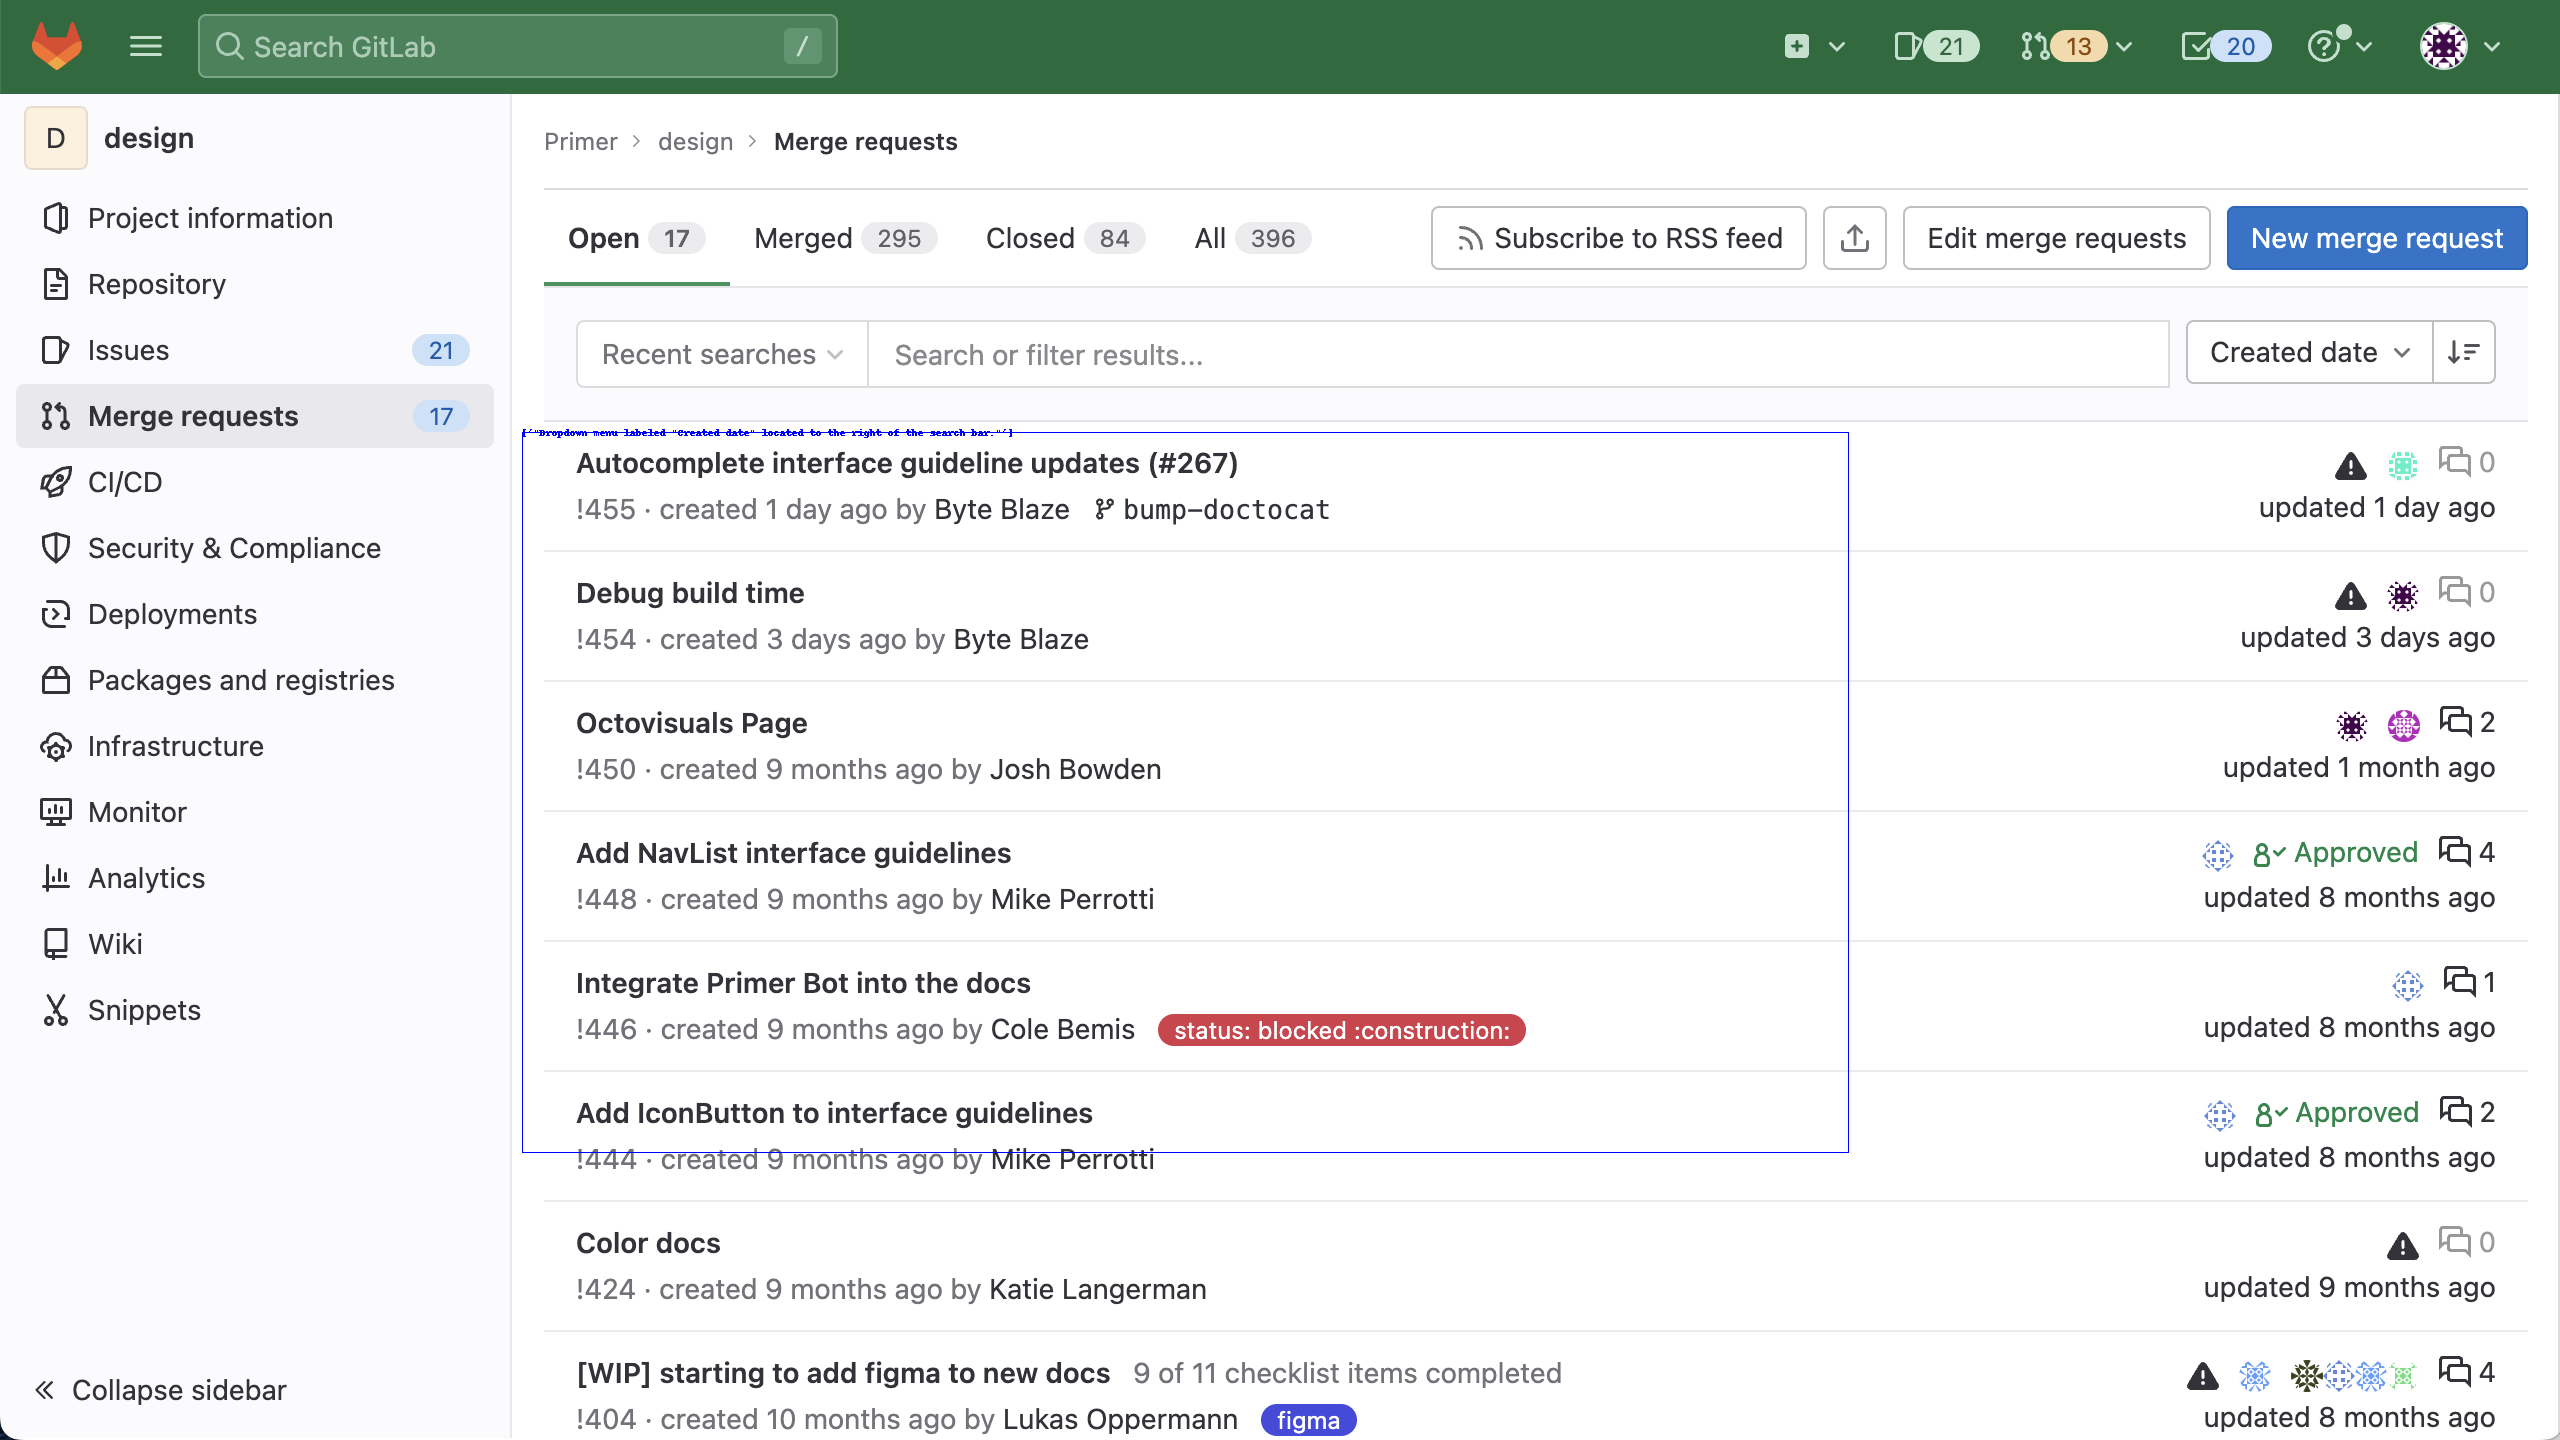 Search GitLab /
21
13
20
D design
Project information
Repository
Issues 21
Merge requests 17
CI/CD
Security & Compliance
Deployments
Packages and registries
Infrastructure
Monitor
Analytics
Wiki
Snippets
Collapse sidebar
Primer > design > Merge requests
Open 17 Merged 295 Closed 84 All 396
Subscribe to RSS feed
Edit merge requests
New merge request
Recent searches
Search or filter results...
Created date
['"Dropdown menu labeled "Created date" located to the right of the search bar."']
Autocomplete interface guideline updates (#267) 0
!455 · created 1 day ago by Byte Blaze bump-doctocat updated 1 day ago
Debug build time 0
!454 · created 3 days ago by Byte Blaze updated 3 days ago
Octovisuals Page 2
!450 · created 9 months ago by Josh Bowden updated 1 month ago
Add NavList interface guidelines Approved 4
!448 · created 9 months ago by Mike Perrotti updated 8 months ago
Integrate Primer Bot into the docs 1
!446 · created 9 months ago by Cole Bemis status: blocked :construction: updated 8 months ago
Add IconButton to interface guidelines Approved 2
!444 · created 9 months ago by Mike Perrotti updated 8 months ago
Color docs 0
!424 · created 9 months ago by Katie Langerman updated 9 months ago
[WIP] starting to add figma to new docs 9 of 11 checklist items completed 4
!404 · created 10 months ago by Lukas Oppermann figma updated 8 months ago